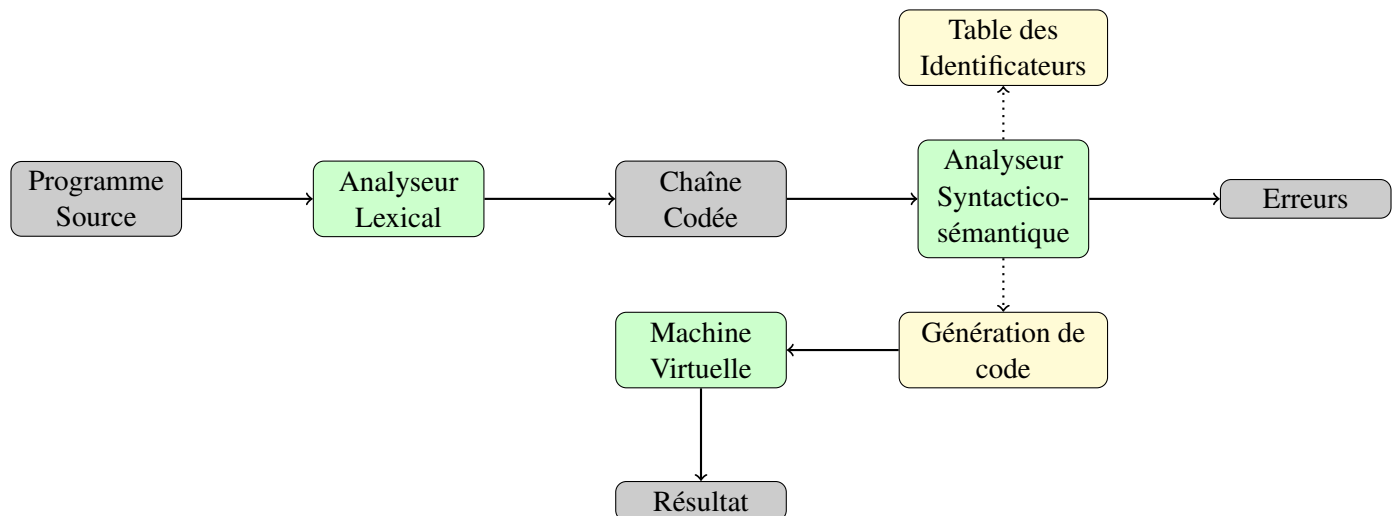 Table des
Identificateurs
Programme
Source
Analyseur
Lexical
Chaîne
Codée
Analyseur
Syntactico-
sémantique
Erreurs
Machine
Virtuelle
Génération de
code
Résultat